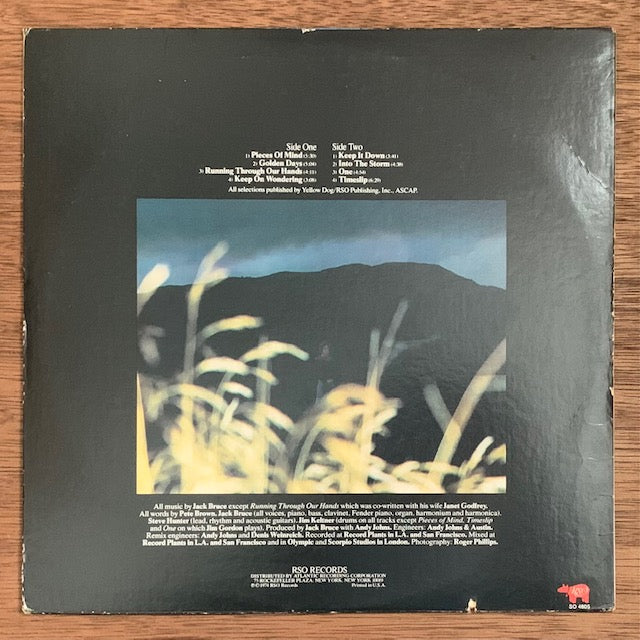 Side One
1) Pieces Of Mind (5:30)
2) Golden Days (5:04)
3) Running Through Our Hands (4:11)
4) Keep On Wondering (3:08)
Side Two
1) Keep It Down (3:41)
2) Into The Storm (4:39)
3) One (4:54)
4) Timeslip (6:29)
All selections published by Yellow Dog/RSO Publishing, Inc., ASCAP.
All music by Jack Bruce except Running Through Our Hands which was co-written with his wife Janet Godfrey.
All words by Pete Brown. Jack Bruce (all voices, piano, bass, clavinet, Fender piano, organ, harmonium and harmonica).
Steve Hunter (lead, rhythm and acoustic guitars). Jim Keltner (drums on all tracks except Pieces of Mind, Timeslip
and One on which Jim Gordon plays). Produced by Jack Bruce with Andy Johns. Engineers: Andy Johns & Austin.
Remix engineers: Andy Johns and Denis Weinreich. Recorded at Record Plants in L.A. and San Francisco. Mixed at
Record Plants in L.A. and San Francisco and in Olympic and Scorpio Studios in London. Photography: Roger Phillips.
RSO RECORDS
DISTRIBUTED BY ATLANTIC RECORDING CORPORATION
75 ROCKEFELLER PLAZA, NEW YORK, NEW YORK 10019
℗© 1974 RSO Records
Printed in U.S.A.
RSO
SO 4805